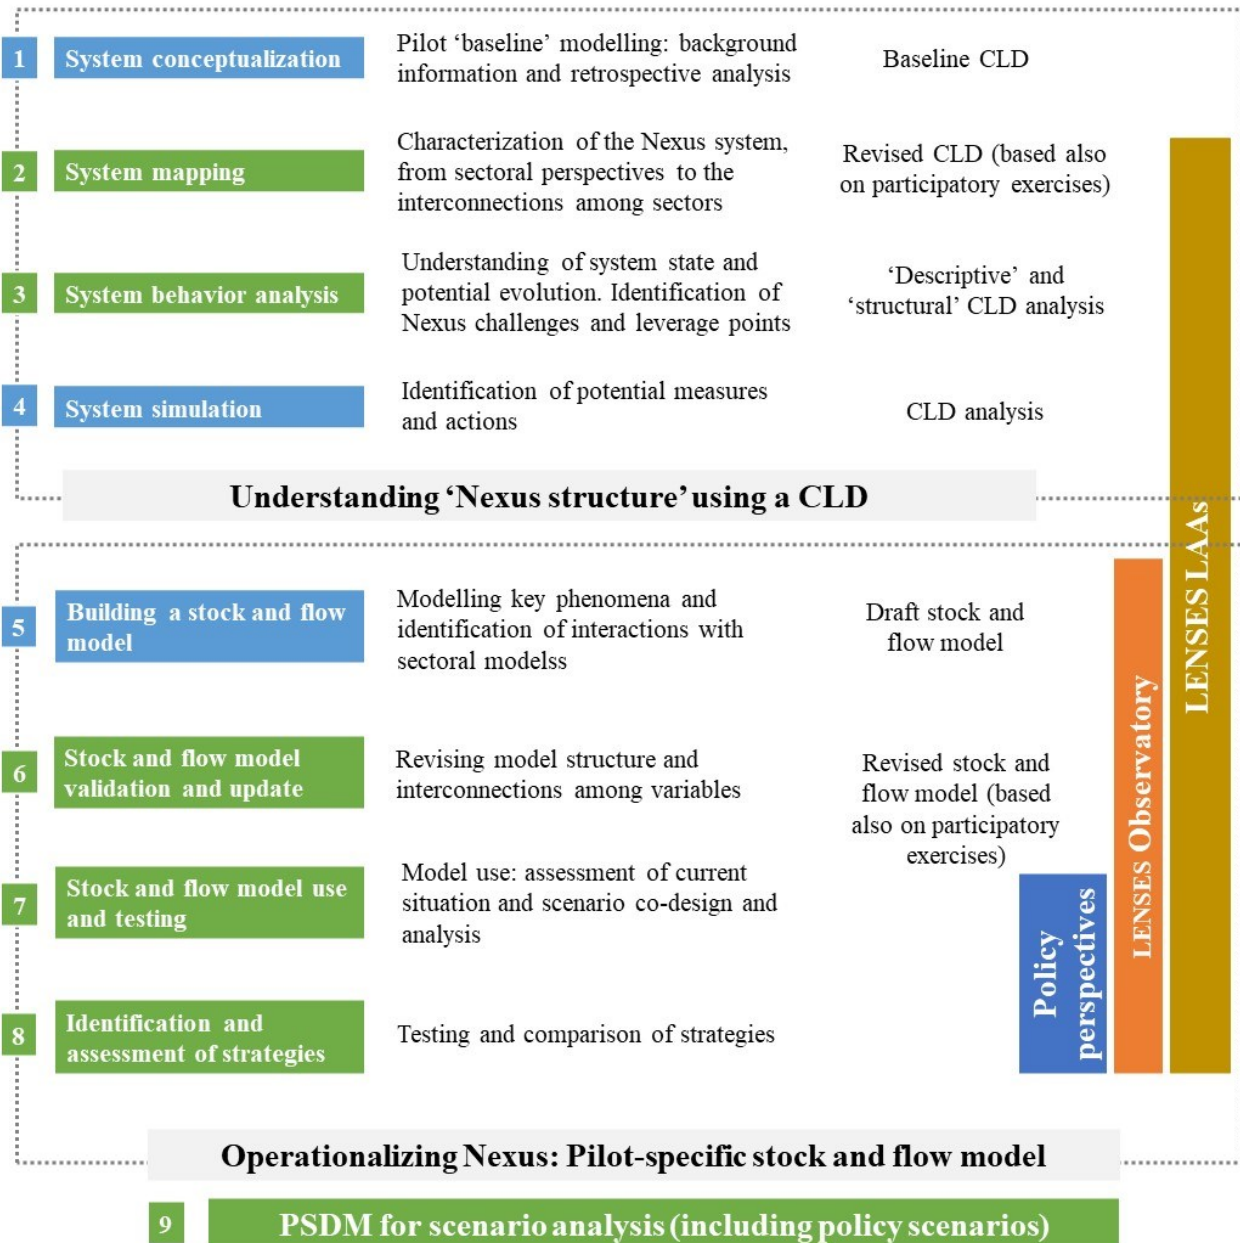 1
System conceptualization
Pilot ‘baseline’ modelling: background
information and retrospective analysis
Baseline CLD
2
System mapping
Characterization of the Nexus system,
from sectoral perspectives to the
interconnections among sectors
Revised CLD (based also
on participatory exercises)
3
System behavior analysis
Understanding of system state and
potential evolution. Identification of
Nexus challenges and leverage points
‘Descriptive’ and
‘structural’ CLD analysis
4
System simulation
Identification of potential measures
and actions
CLD analysis
Understanding ‘Nexus structure’ using a CLD
5
Building a stock and flow
model
Modelling key phenomena and
identification of interactions with
sectoral modelss
Draft stock and
flow model
6
Stock and flow model
validation and update
Revising model structure and
interconnections among variables
Revised stock and
flow model (based
also on participatory
exercises)
7
Stock and flow model use
and testing
Model use: assessment of current
situation and scenario co-design and
analysis
8
Identification and
assessment of strategies
Testing and comparison of strategies
Policy
perspectives
LENSES Observatory
LENSES LAAs
Operationalizing Nexus: Pilot-specific stock and flow model
9
PSDM for scenario analysis (including policy scenarios)